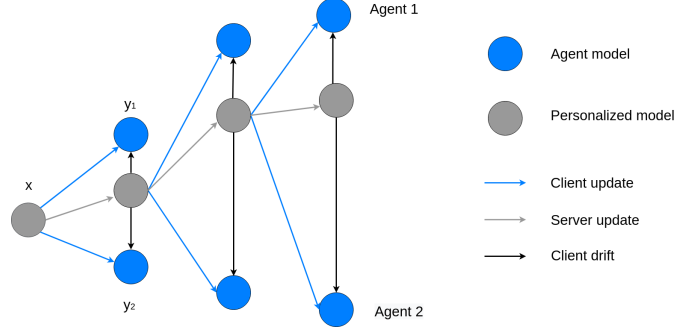 Agent 1
Agent model
y1
Personalized model
x
Client update
Server update
Client drift
y2
Agent 2